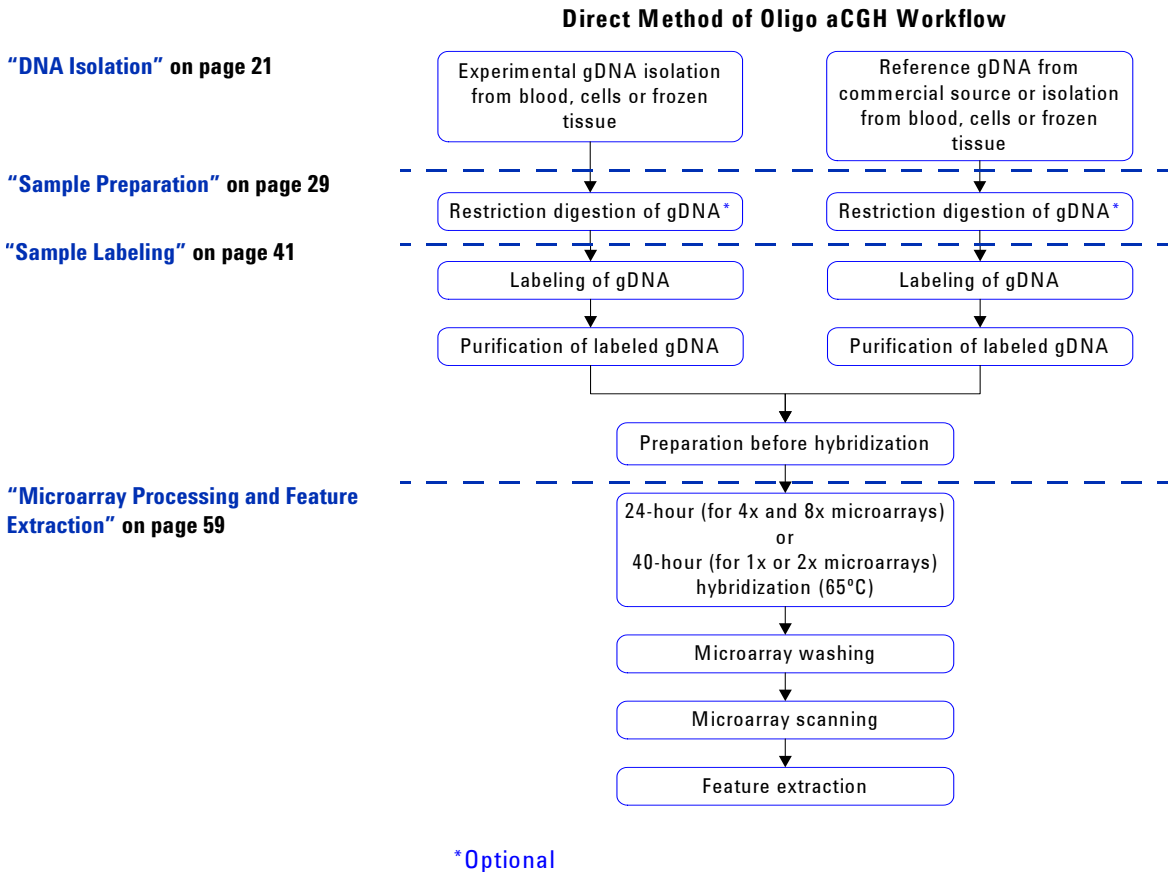 Direct Method of Oligo aCGH Workflow
“DNA Isolation” on page 21
Experimental gDNA isolation
from blood, cells or frozen
tissue
Reference gDNA from
commercial source or isolation
from blood, cells or frozen
tissue
“Sample Preparation” on page 29
Restriction digestion of gDNA*
Restriction digestion of gDNA*
“Sample Labeling” on page 41
Labeling of gDNA
Labeling of gDNA
Purification of labeled gDNA
Purification of labeled gDNA
Preparation before hybridization
“Microarray Processing and Feature
Extraction” on page 59
24-hour (for 4x and 8x microarrays)
or
40-hour (for 1x or 2x microarrays)
hybridization (65ºC)
Microarray washing
Microarray scanning
Feature extraction
*Optional